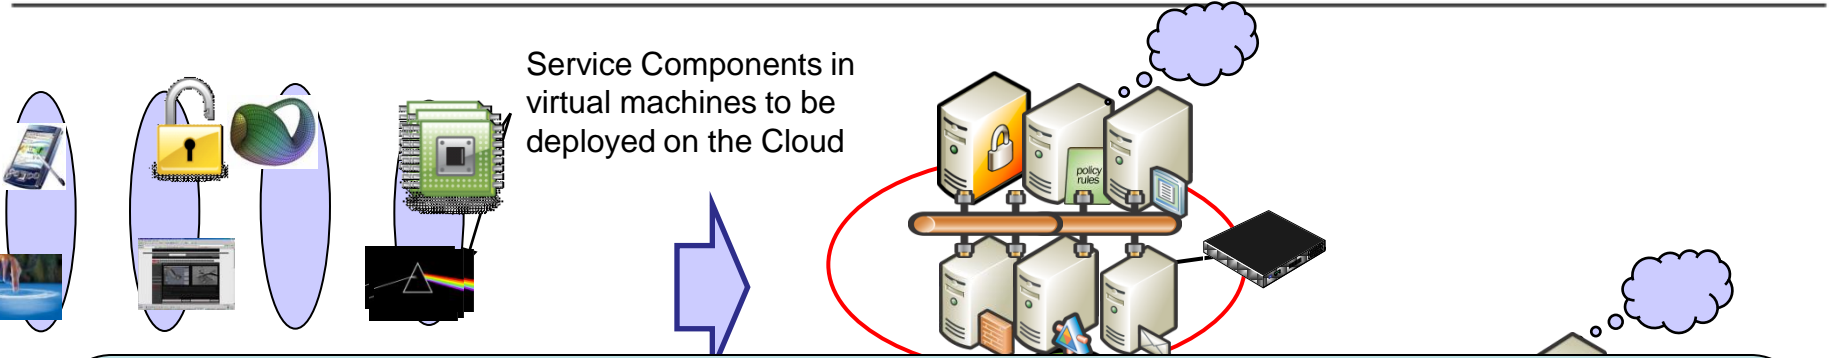 Service Components in
virtual machines to be
deployed on the Cloud
policy
rules